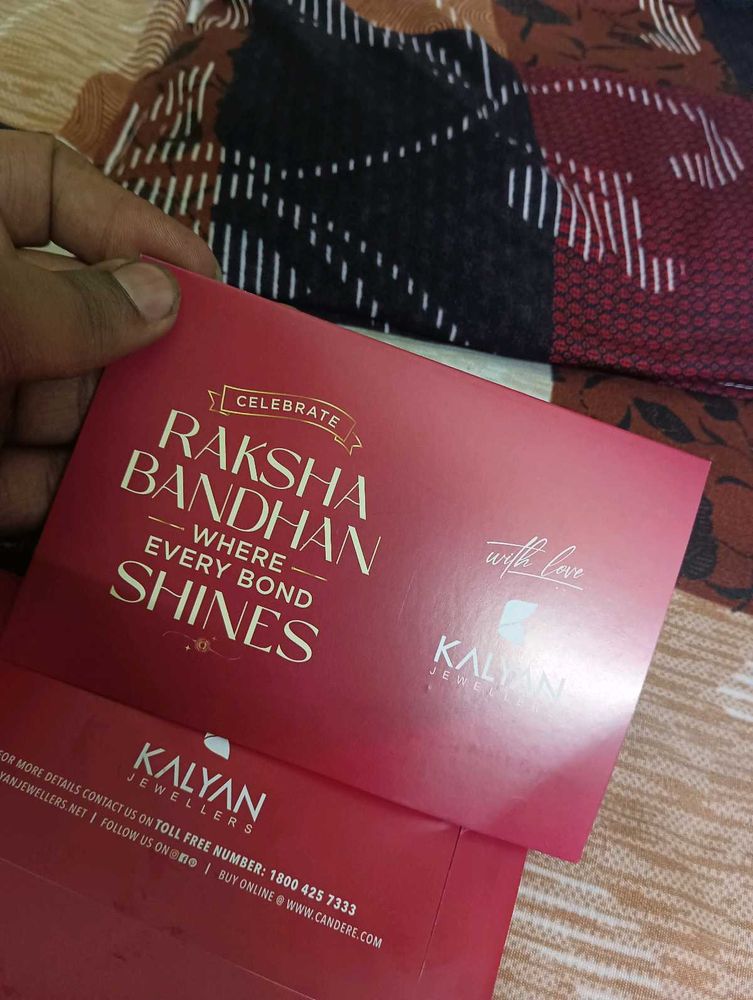 CELEBRATE
RAKSHA
BANDHAN
WHERE
EVERY BOND
SHINES
with love
KALYAN
JEWELLERS
KALYAN
JEWELLERS
FOR MORE DETAILS CONTACT US ON TOLL FREE NUMBER: 1800 425 7333
YANJEWELLERS.NET | FOLLOW US ON | BUY ONLINE @ WWW.CANDERE.COM